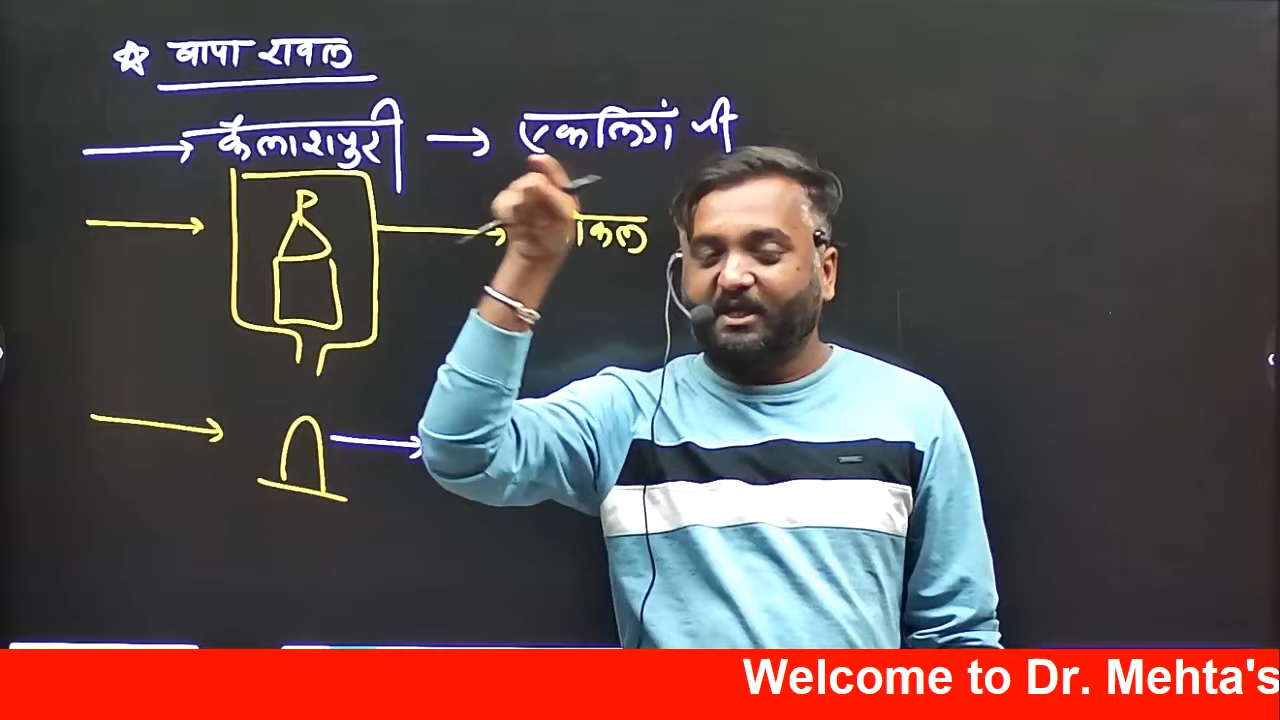 बापा रावल
कैलाशपुरी → एकलिंग जी
Welcome to Dr. Mehta's